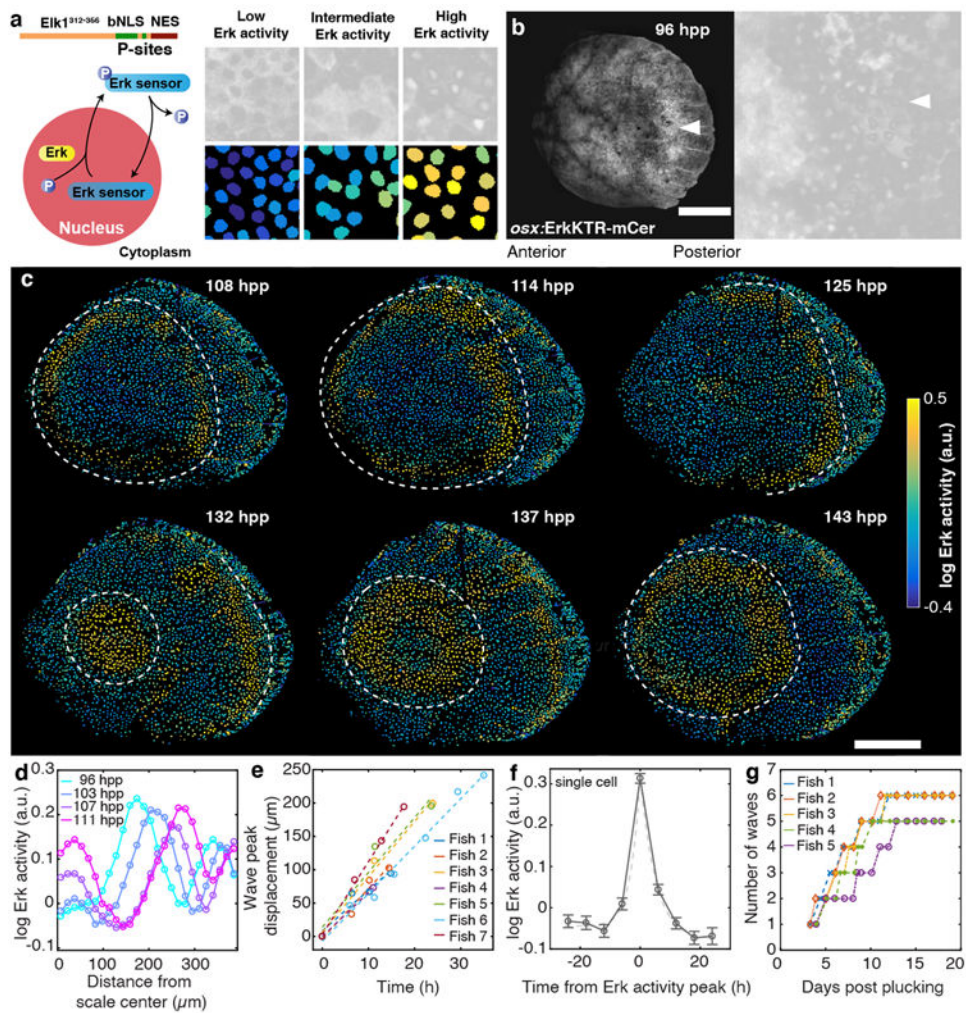 a
Elk1³¹²⁻³⁵⁶ bNLS NES
P-sites
P
Erk sensor
P
Erk
P
Erk sensor
Nucleus
Cytoplasm
Low
Erk activity
Intermediate
Erk activity
High
Erk activity
b
96 hpp
osx:ErkKTR-mCer
Anterior
Posterior
c
108 hpp
114 hpp
125 hpp
132 hpp
137 hpp
143 hpp
0.5
log Erk activity (a.u.)
-0.4
d
log Erk activity (a.u.)
0.3
0.2
0.1
0
-0.1
96 hpp
103 hpp
107 hpp
111 hpp
0 100 200 300
Distance from
scale center (µm)
e
Wave peak
displacement (µm)
250
200
150
100
50
0
Fish 1
Fish 2
Fish 3
Fish 4
Fish 5
Fish 6
Fish 7
0 10 20 30
Time (h)
f
log Erk activity (a.u.)
0.3
0.2
0.1
0
-0.1
single cell
-20 0 20
Time from Erk activity peak (h)
g
Number of waves
7
6
5
4
3
2
1
0
Fish 1
Fish 2
Fish 3
Fish 4
Fish 5
5 10 15 20
Days post plucking